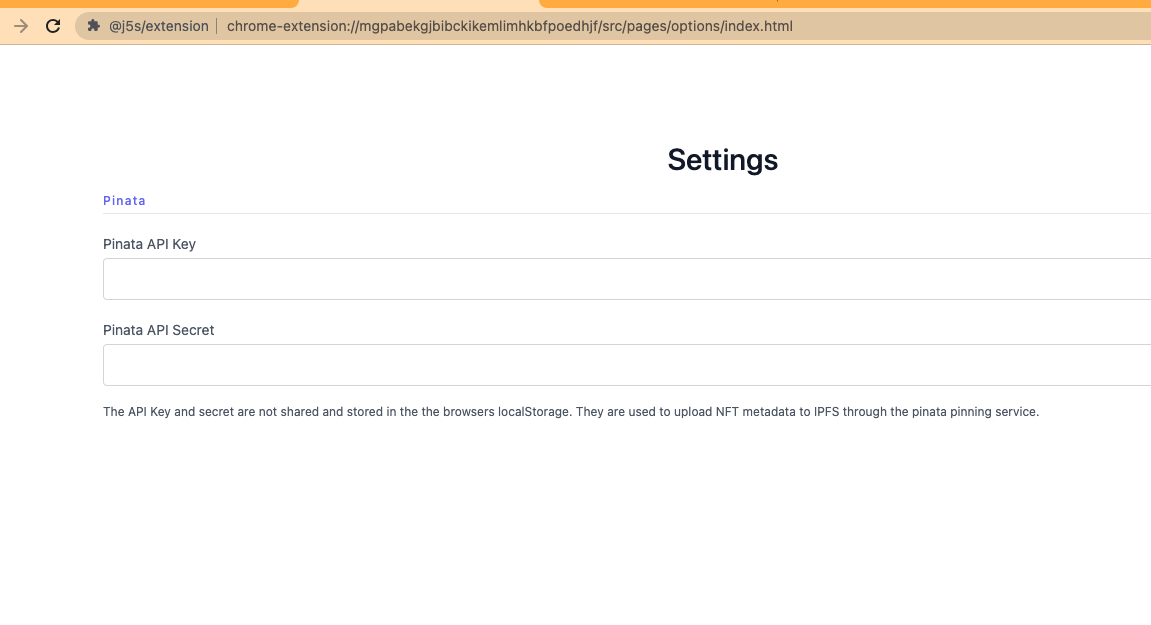 @j5s/extension
chrome-extension://mgpabekgjbibckikemlimhkbfpoedhjf/src/pages/options/index.html
Settings
Pinata
Pinata API Key
Pinata API Secret
The API Key and secret are not shared and stored in the the browsers localStorage. They are used to upload NFT metadata to IPFS through the pinata pinning service.